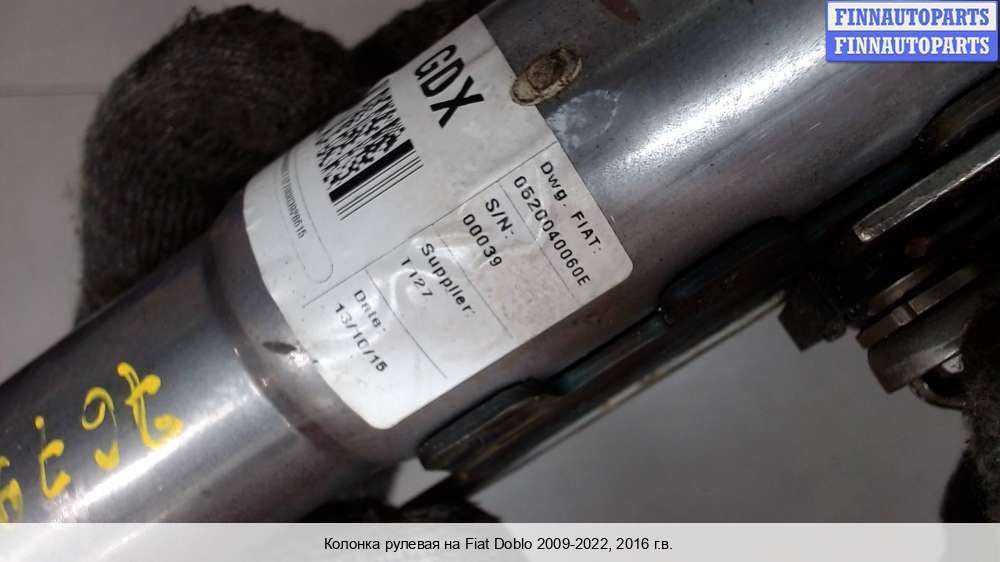 FINNAUTOPARTS
FINNAUTOPARTS
GDX
Dwg. FIAT:
0520040060E
S/N:
00039
Supplier:
T127
Date:
13/10/15
Колонка рулевая на Fiat Doblo 2009-2022, 2016 г.в.